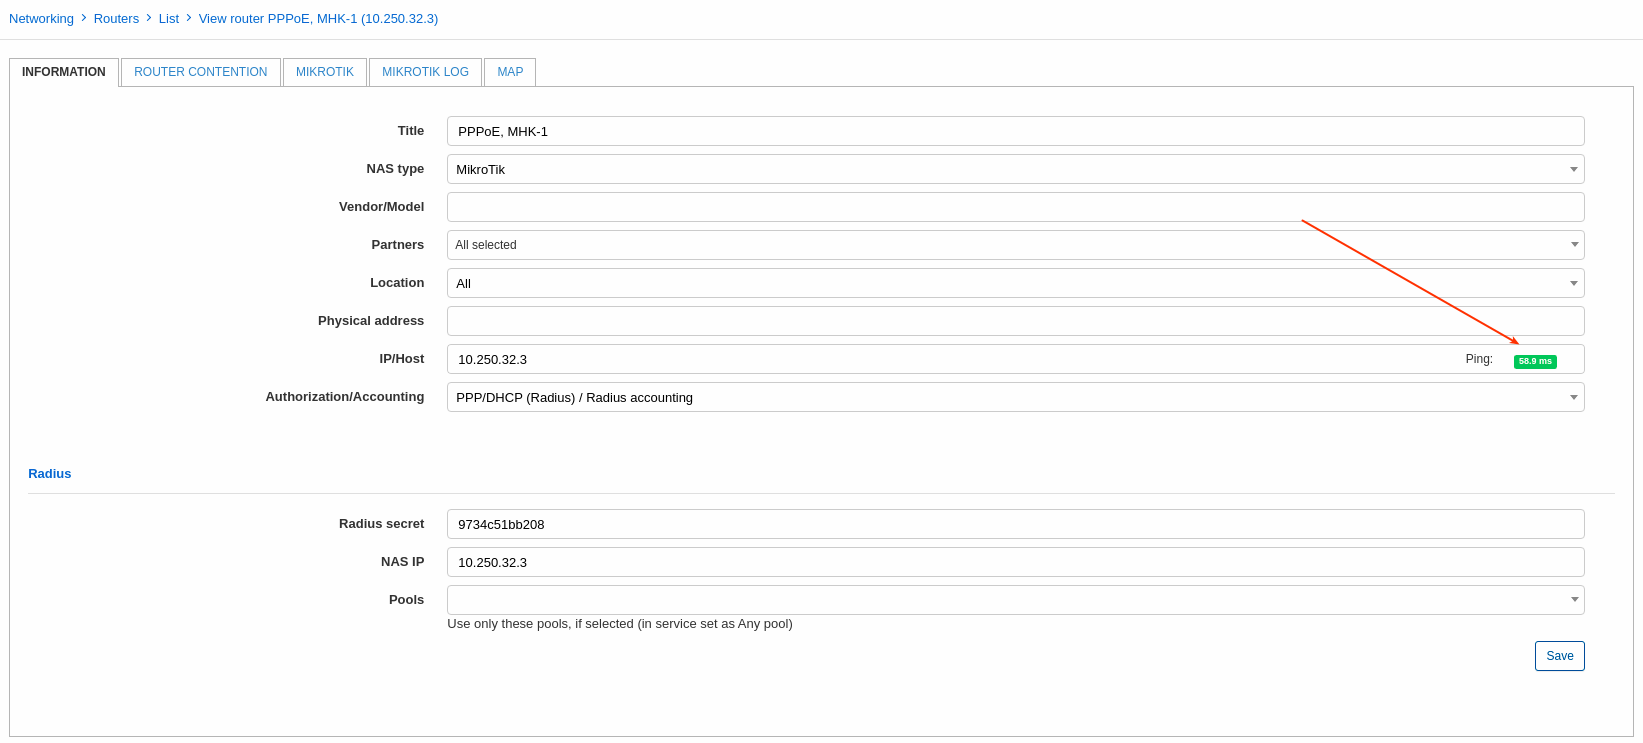 Networking > Routers > List > View router PPPoE, MHK-1 (10.250.32.3)
INFORMATION ROUTER CONTENTION MIKROTIK MIKROTIK LOG MAP
Title PPPoE, MHK-1
NAS type MikroTik
Vendor/Model
Partners All selected
Location All
Physical address
IP/Host 10.250.32.3 Ping: 58.9 ms
Authorization/Accounting PPP/DHCP (Radius) / Radius accounting
Radius
Radius secret 9734c51bb208
NAS IP 10.250.32.3
Pools
Use only these pools, if selected (in service set as Any pool)
Save